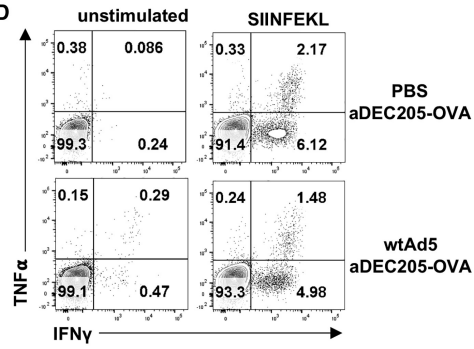 D
unstimulated SIINFEKL
0.38 0.086 0.33 2.17
PBS
aDEC205-OVA
99.3 0.24 91.4 6.12
0.15 0.29 0.24 1.48
wtAd5
aDEC205-OVA
99.1 0.47 93.3 4.98
TNFα
IFNγ